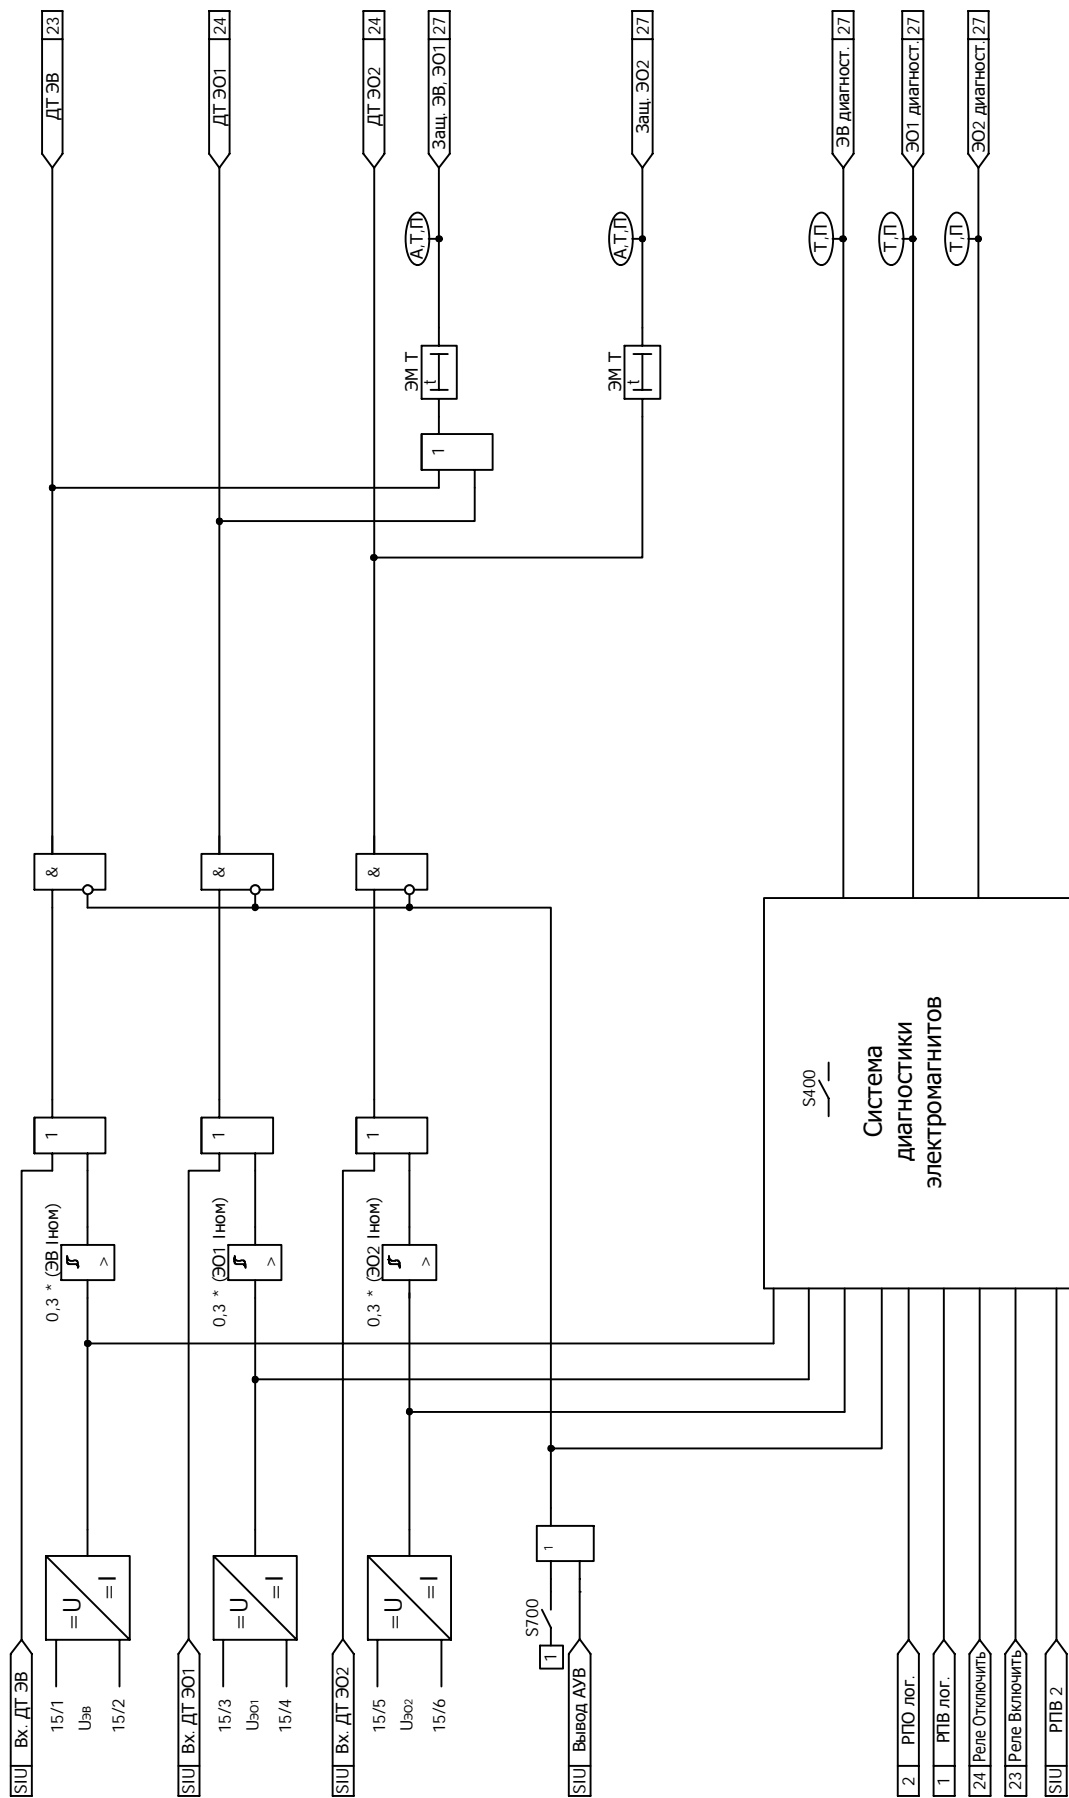 SIU Вх. ДТ ЭВ
15/1
Uэв
15/2
=U
=I
0,3 * (ЭВ Iном)
>
1
&
ДТ ЭВ 23
SIU Вх. ДТ ЭО1
15/3
Uэо1
15/4
=U
=I
0,3 * (ЭО1 Iном)
>
1
&
ДТ ЭО1 24
SIU Вх. ДТ ЭО2
15/5
Uэо2
15/6
=U
=I
0,3 * (ЭО2 Iном)
>
1
&
ДТ ЭО2 24
1
ЭМ Т
t
А,Т,П
Защ. ЭВ, ЭО1 27
S700
1
1
SIU Вывод АУВ
ЭМ Т
t
А,Т,П
Защ. ЭО2 27
S400
Система
диагностики
электромагнитов
Т,П
ЭВ диагност. 27
Т,П
ЭО1 диагност. 27
Т,П
ЭО2 диагност. 27
2 РПО лог.
1 РПВ лог.
24 Реле Отключить
23 Реле Включить
SIU РПВ 2